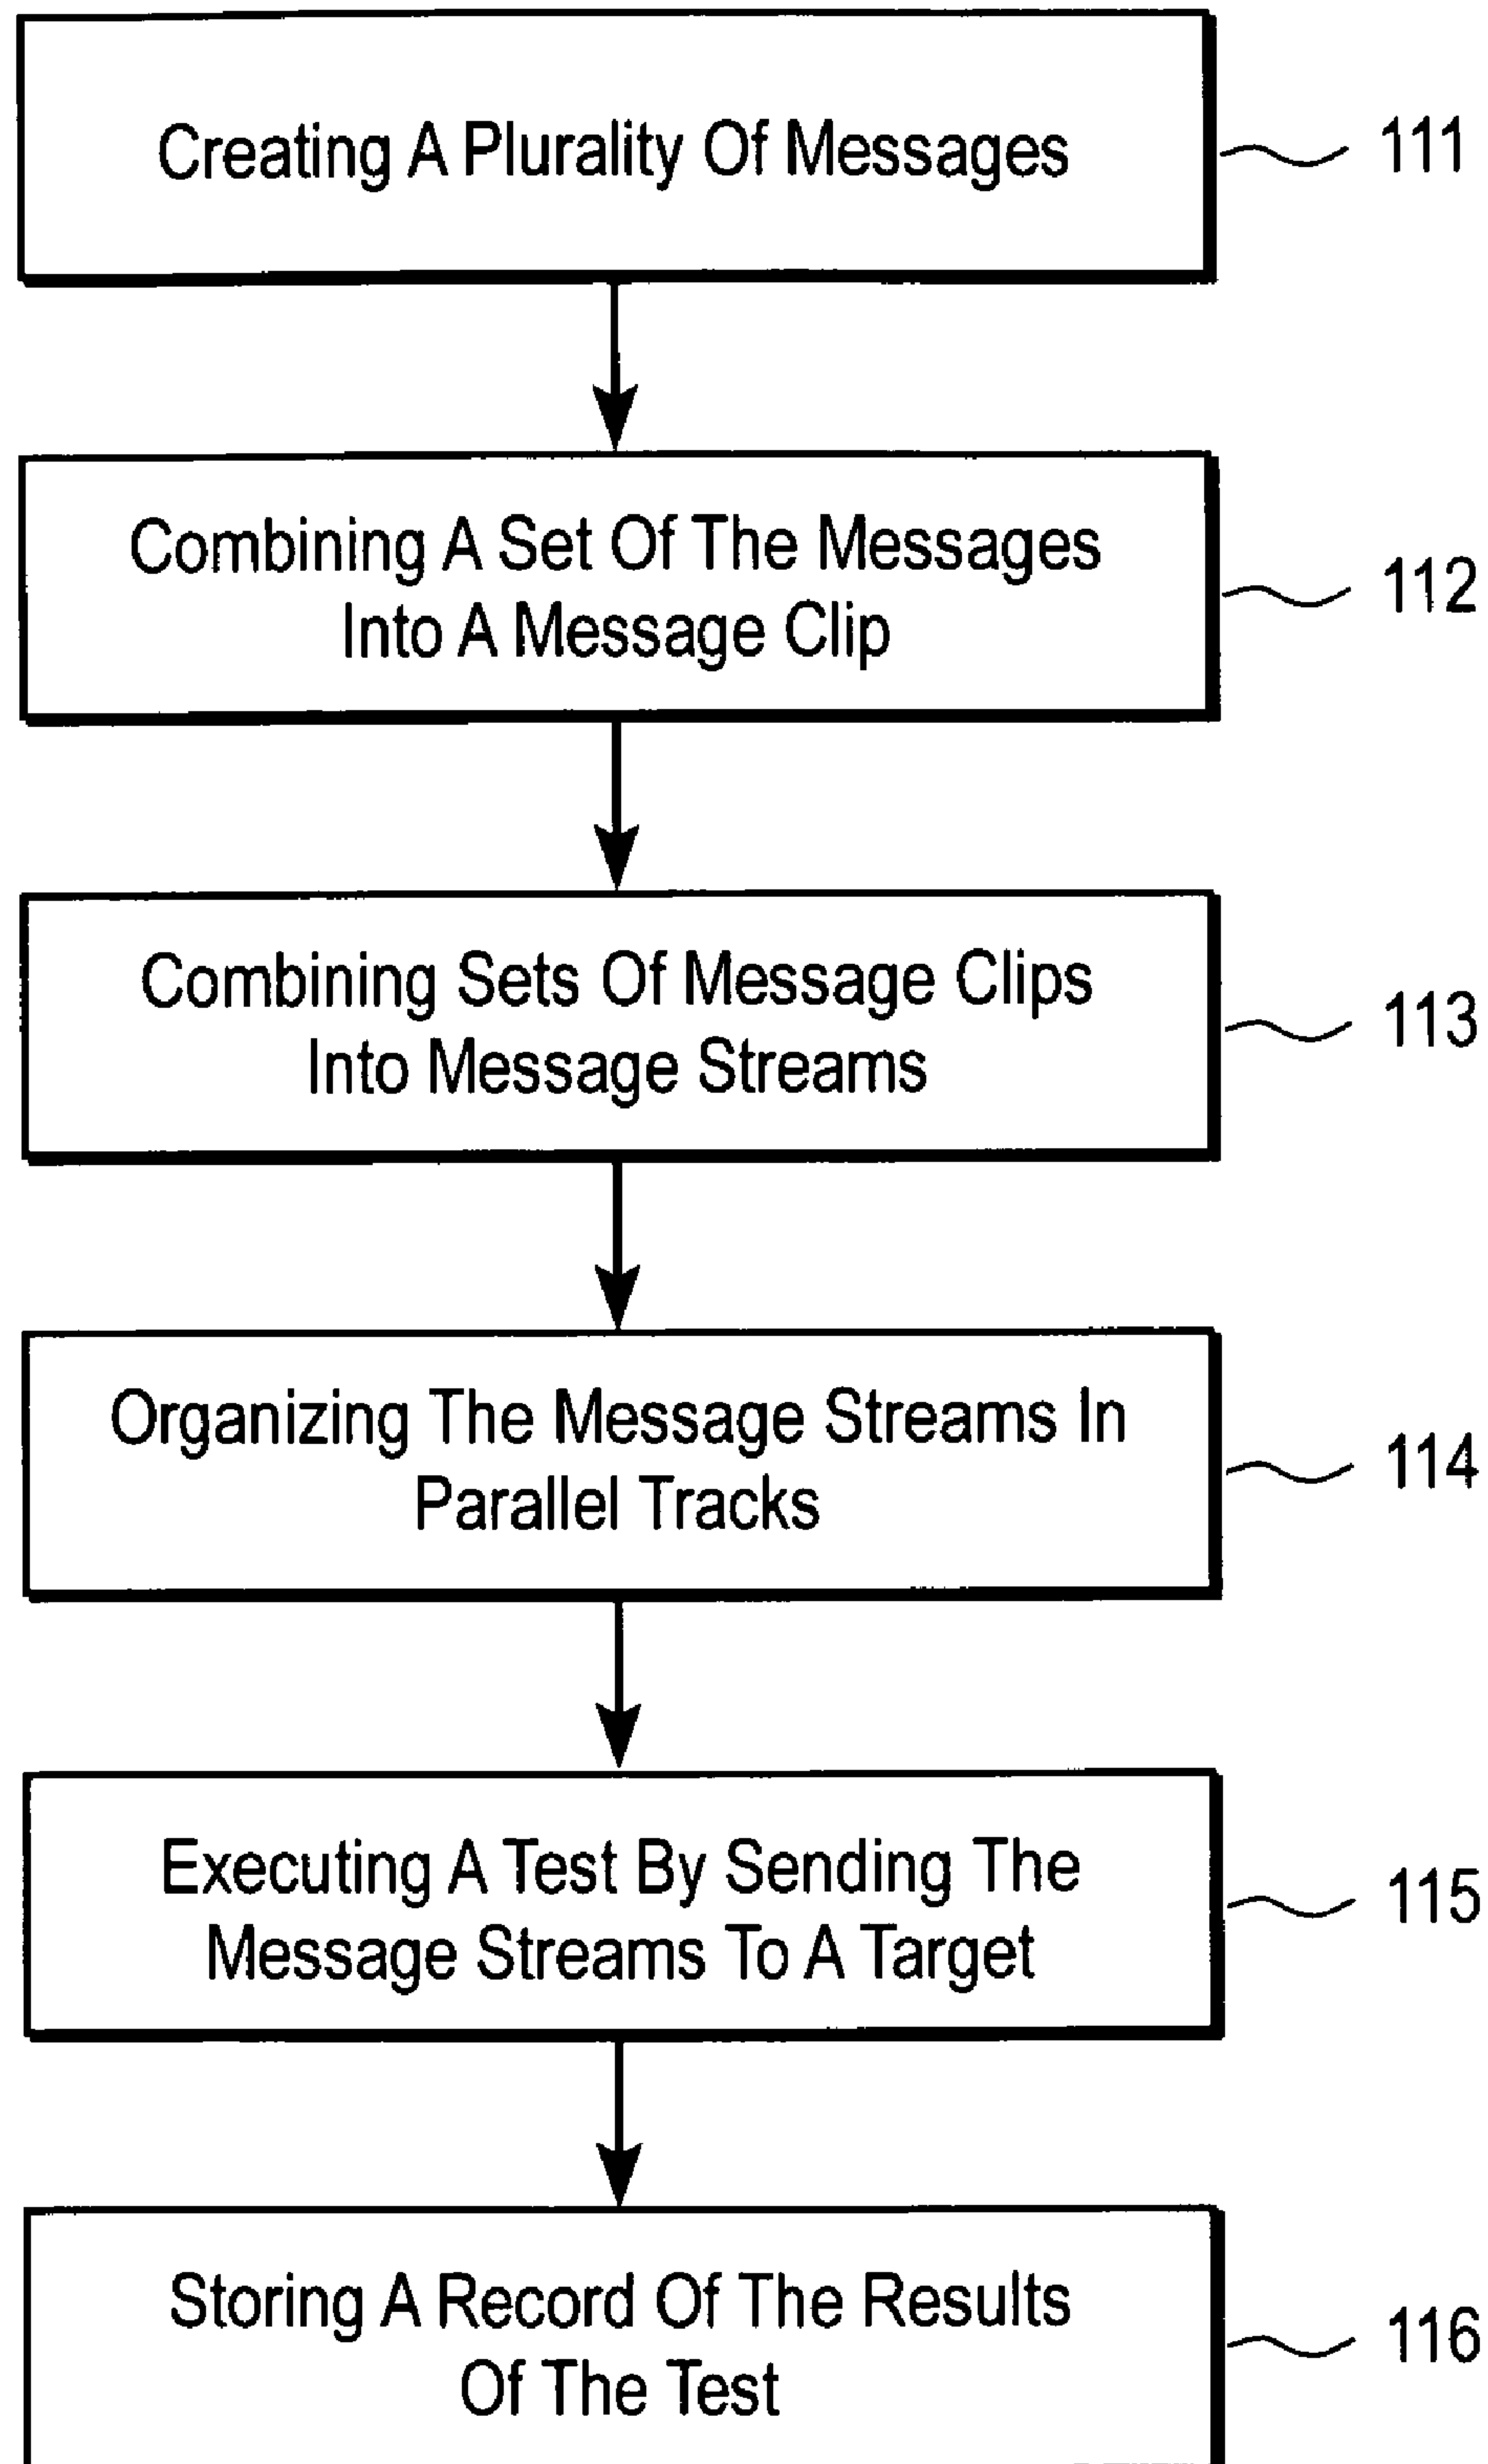 Creating A Plurality Of Messages
111
Combining A Set Of The Messages
Into A Message Clip
112
Combining Sets Of Message Clips
Into Message Streams
113
Organizing The Message Streams In
Parallel Tracks
114
Executing A Test By Sending The
Message Streams To A Target
115
Storing A Record Of The Results
Of The Test
116